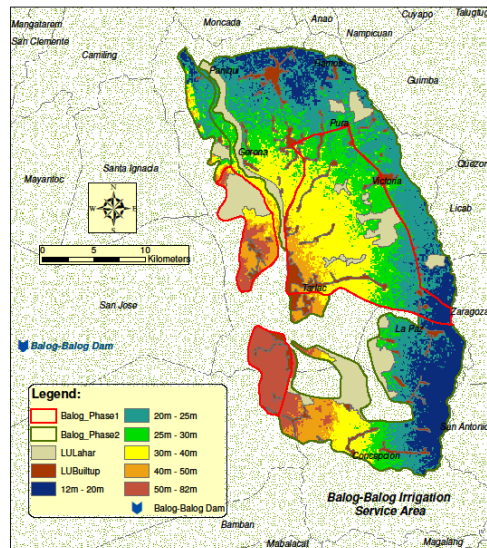 Mangatarem
Moncada
Anao
Cuyapo
Talugtug
San Clemente
Nampicuan
Camiling
Paniqui
Ramos
Guimba
Pura
Gerona
Quezon
Santa Ignacia
Mayantoc
Victoria
Licab
N
W
E
S
0
2.5
5
10
Kilometers
Tarlac
San Jose
Zaragoza
La Paz
Balog-Balog Dam
Legend:
Balog_Phase1
20m - 25m
Balog_Phase2
25m - 30m
LULahar
30m - 40m
LUBuiltup
40m - 50m
12m - 20m
50m - 82m
Balog-Balog Dam
San Antonio
Concepcion
Balog-Balog Irrigation
Service Area
Bamban
Mabalacat
Magalang